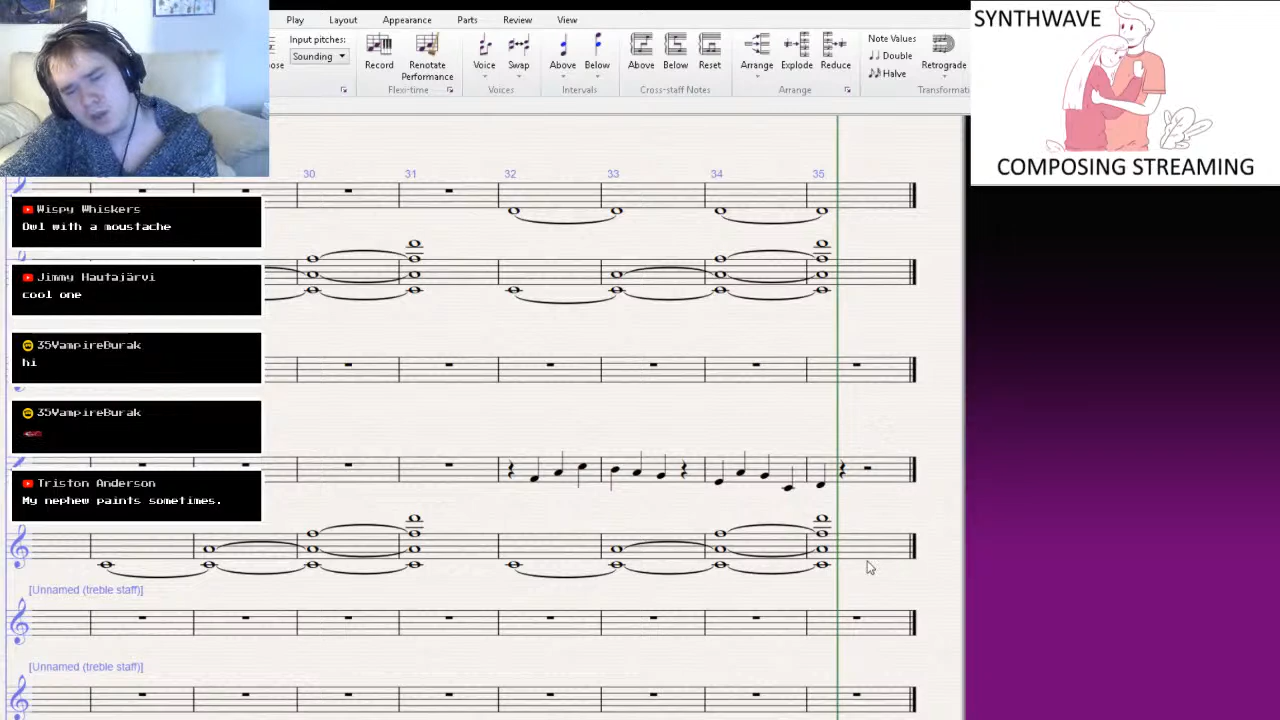 Play Layout Appearance Parts Review View
Input pitches:
Sounding
Record
Renotate
Performance
Flexi-time
Voice Swap
Voices
Above Below
Intervals
Above Below Reset
Cross-staff Notes
Arrange Explode Reduce
Arrange
Note Values
Double
Halve
Retrograde
SYNTHWAVE
COMPOSING STREAMING
30 31 32 33 34 35
Wispy Whiskers
Owl with a moustache
Jimmy Hautajärvi
cool one
35VampireBurak
hi
35VampireBurak
Triston Anderson
My nephew paints sometimes.
[Unnamed (treble staff)]
[Unnamed (treble staff)]